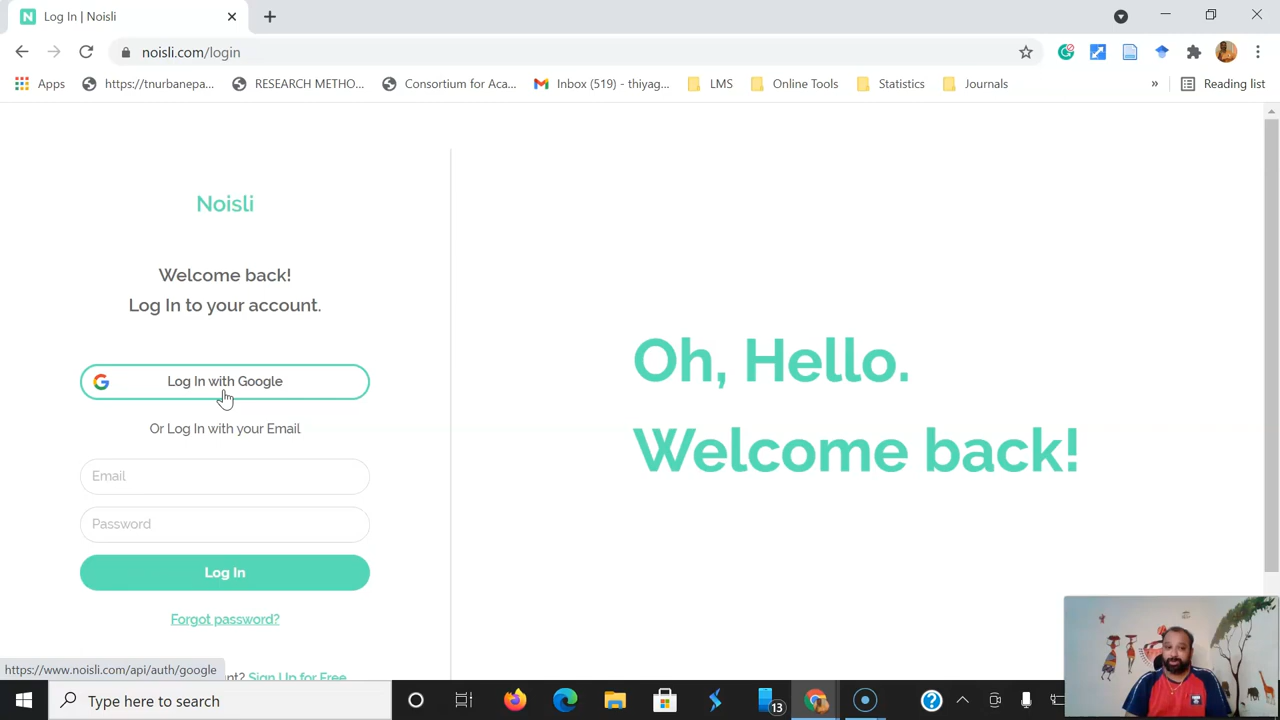 Log In | Noisli
noisli.com/login
Apps
https://tnurbanepa...
RESEARCH METHO...
Consortium for Aca...
Inbox (519) - thiyag...
LMS
Online Tools
Statistics
Journals
»
Reading list
Noisli
Welcome back!
Log In to your account.
Log In with Google
Or Log In with your Email
Email
Password
Log In
Forgot password?
nt? Sign Up for Free
Oh, Hello.
Welcome back!
https://www.noisli.com/api/auth/google
Type here to search
13